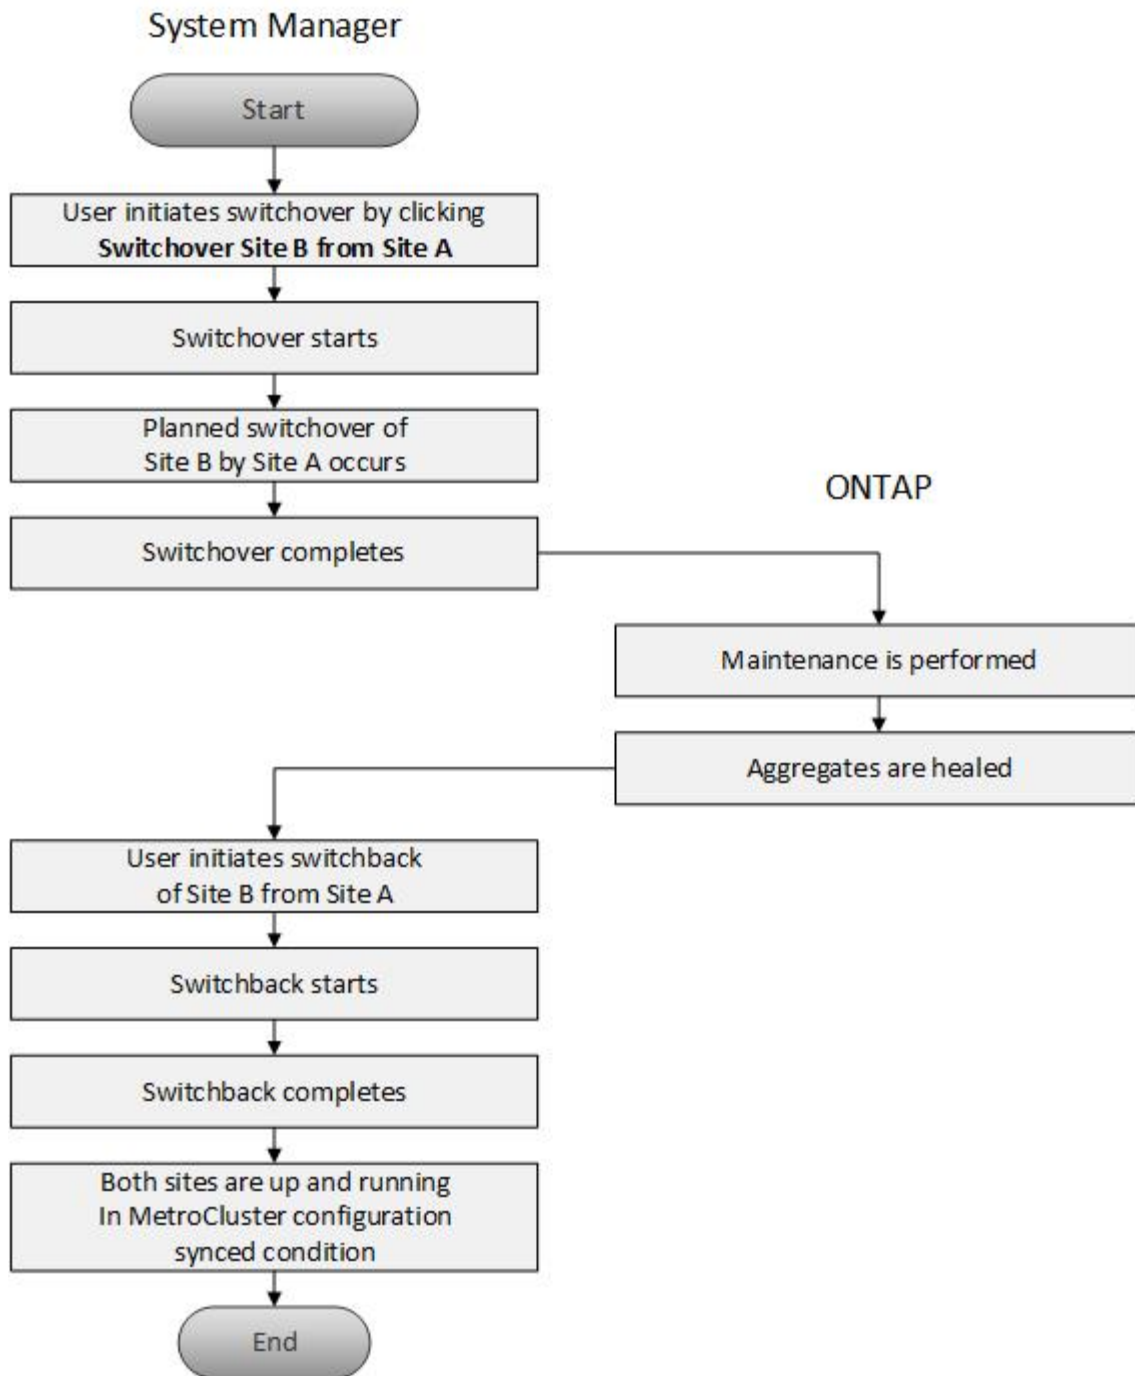 System Manager
Start
User initiates switchover by clicking
Switchover Site B from Site A
Switchover starts
Planned switchover of
Site B by Site A occurs
ONTAP
Switchover completes
Maintenance is performed
Aggregates are healed
User initiates switchback
of Site B from Site A
Switchback starts
Switchback completes
Both sites are up and running
In MetroCluster configuration
synced condition
End